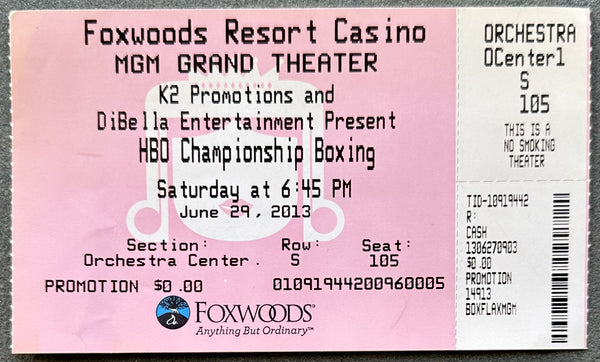 Foxwoods Resort Casino
MGM GRAND THEATER
K2 Promotions and
DiBella Entertainment Present
HBO Championship Boxing
Saturday at 6:45 PM
June 29, 2013
Section: Row: Seat:
Orchestra Center. S 105
PROMOTION $0.00 01091944200960005
FOXWOODS®
Anything But Ordinary™
ORCHESTRA
OCenter1
S
105
THIS IS A
NO SMOKING
THEATER
TID-10919442
R:
CASH
1306270903
$0.00
PROMOTION
14913
BOXFLAXMGM